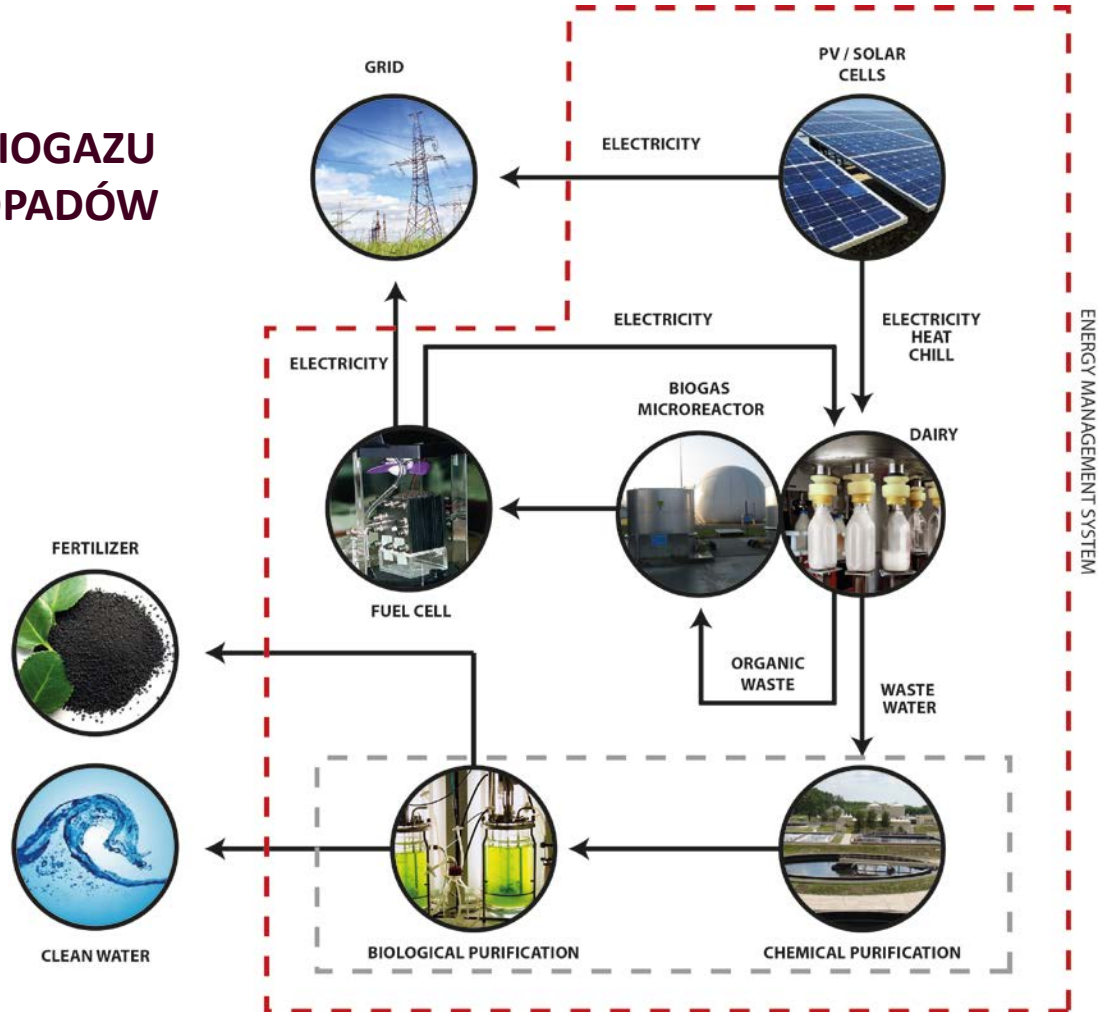 IOGAZU
PADÓW
GRID
PV / SOLAR
CELLS
ELECTRICITY
ELECTRICITY
ELECTRICITY
HEAT
CHILL
ELECTRICITY
BIOGAS
MICROREACTOR
DAIRY
ENERGY MANAGEMENT SYSTEM
FUEL CELL
FERTILIZER
ORGANIC
WASTE
WASTE
WATER
CLEAN WATER
BIOLOGICAL PURIFICATION
CHEMICAL PURIFICATION